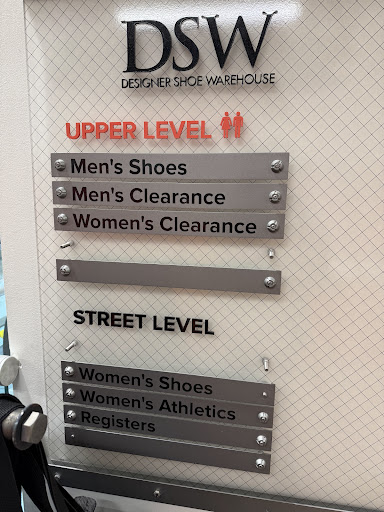 DSW
DESIGNER SHOE WAREHOUSE
UPPER LEVEL
Men's Shoes
Men's Clearance
Women's Clearance
STREET LEVEL
Women's Shoes
Women's Athletics
Registers